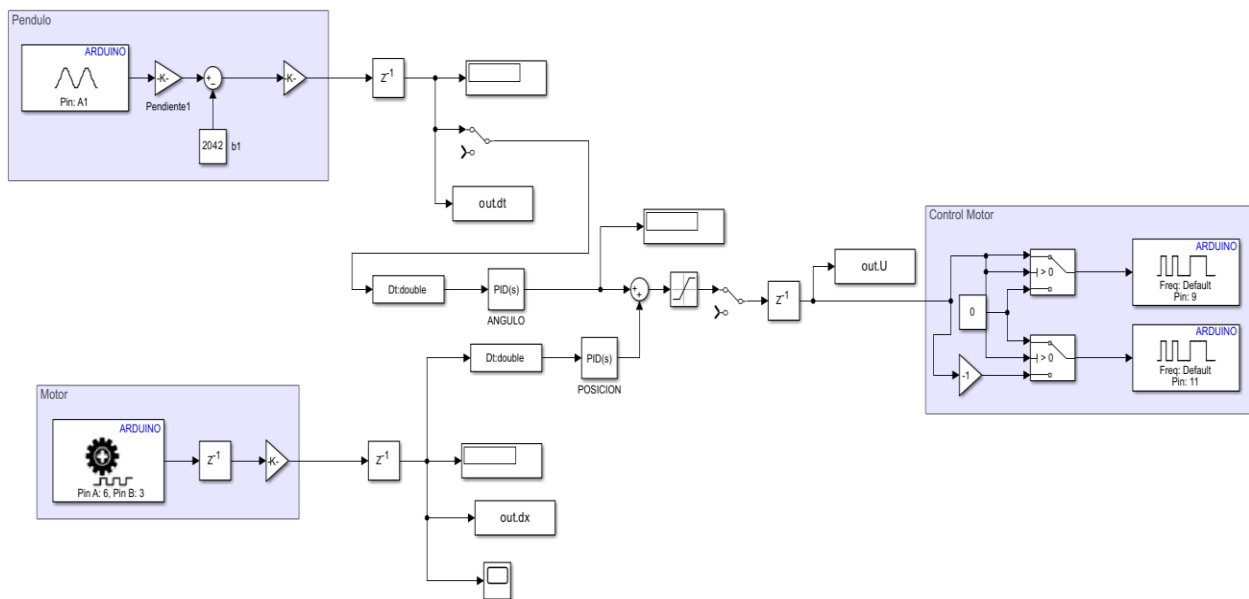 Pendulo
ARDUINO
Pin: A1
-K-
Pendiente1
+
-
2042
b1
-K-
Z-1
out.dt
Dt:double
PID(s)
ANGULO
+
+
Z-1
out.U
Control Motor
> 0
ARDUINO
Freq: Default
Pin: 9
0
> 0
-1
ARDUINO
Freq: Default
Pin: 11
Dt:double
PID(s)
POSICION
Motor
ARDUINO
Pin A: 6, Pin B: 3
Z-1
-K-
Z-1
out.dx